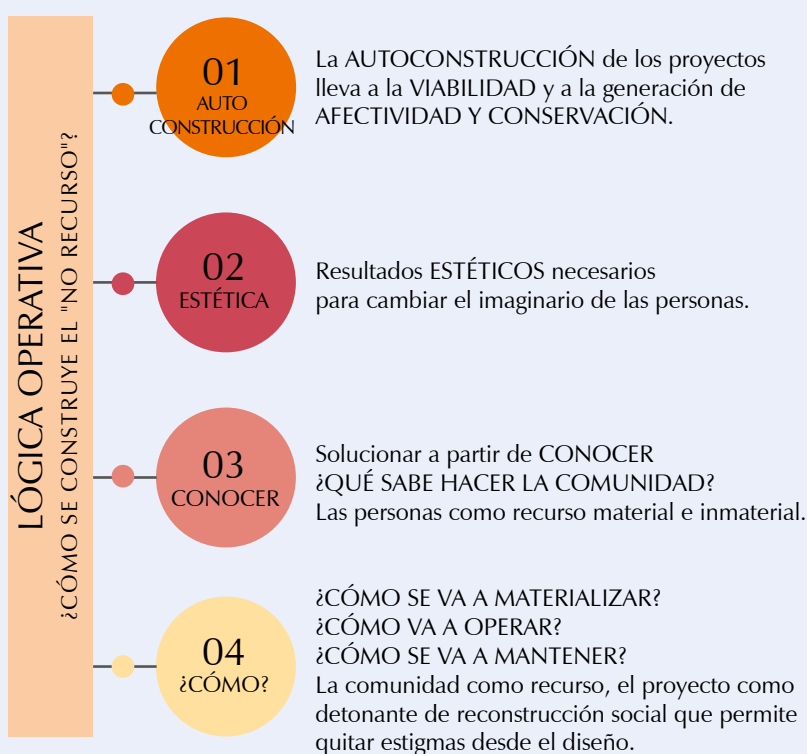 LÓGICA OPERATIVA
¿CÓMO SE CONSTRUYE EL "NO RECURSO"?
01
AUTO
CONSTRUCCIÓN
La AUTOCONSTRUCCIÓN de los proyectos
lleva a la VIABILIDAD y a la generación de
AFECTIVIDAD Y CONSERVACIÓN.
02
ESTÉTICA
Resultados ESTÉTICOS necesarios
para cambiar el imaginario de las personas.
03
CONOCER
Solucionar a partir de CONOCER
¿QUÉ SABE HACER LA COMUNIDAD?
Las personas como recurso material e inmaterial.
04
¿CÓMO?
¿CÓMO SE VA A MATERIALIZAR?
¿CÓMO VA A OPERAR?
¿CÓMO SE VA A MANTENER?
La comunidad como recurso, el proyecto como
detonante de reconstrucción social que permite
quitar estigmas desde el diseño.